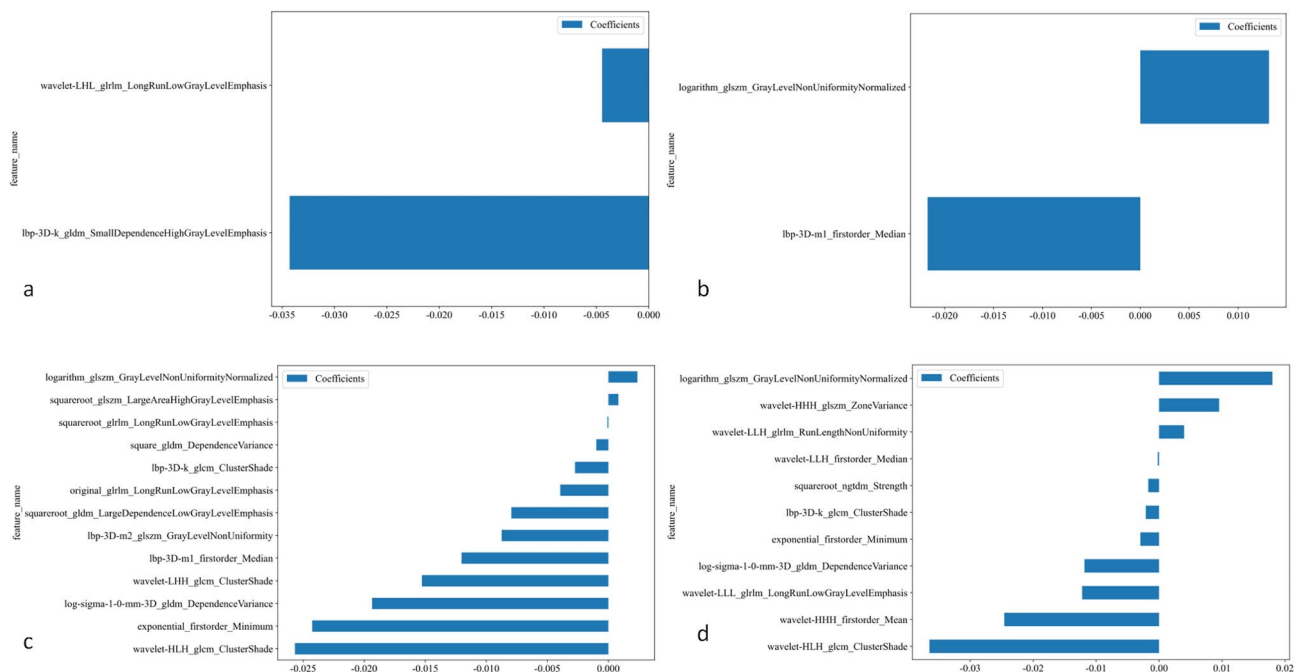 Coefficients
wavelet-LHL_glrlm_LongRunLowGrayLevelEmphasis
feature_name
lbp-3D-k_gldm_SmallDependenceHighGrayLevelEmphasis
a
-0.035 -0.030 -0.025 -0.020 -0.015 -0.010 -0.005 0.000
Coefficients
logarithm_glszm_GrayLevelNonUniformityNormalized
feature_name
lbp-3D-m1_firstorder_Median
b
-0.020 -0.015 -0.010 -0.005 0.000 0.005 0.010
Coefficients
logarithm_glszm_GrayLevelNonUniformityNormalized
squareroot_glszm_LargeAreaHighGrayLevelEmphasis
squareroot_glrlm_LongRunLowGrayLevelEmphasis
square_gldm_DependenceVariance
lbp-3D-k_glcm_ClusterShade
original_glrlm_LongRunLowGrayLevelEmphasis
feature_name
squareroot_gldm_LargeDependenceLowGrayLevelEmphasis
lbp-3D-m2_glszm_GrayLevelNonUniformity
lbp-3D-m1_firstorder_Median
wavelet-LHH_glcm_ClusterShade
log-sigma-1-0-mm-3D_gldm_DependenceVariance
exponential_firstorder_Minimum
wavelet-HLH_glcm_ClusterShade
c
-0.025 -0.020 -0.015 -0.010 -0.005 0.000
Coefficients
logarithm_glszm_GrayLevelNonUniformityNormalized
wavelet-HHH_glszm_ZoneVariance
wavelet-LLH_glrlm_RunLengthNonUniformity
wavelet-LLH_firstorder_Median
squareroot_ngtdm_Strength
feature_name
lbp-3D-k_glcm_ClusterShade
exponential_firstorder_Minimum
log-sigma-1-0-mm-3D_gldm_DependenceVariance
wavelet-LLL_glrlm_LongRunLowGrayLevelEmphasis
wavelet-HHH_firstorder_Mean
wavelet-HLH_glcm_ClusterShade
d
-0.03 -0.02 -0.01 0.00 0.01 0.02